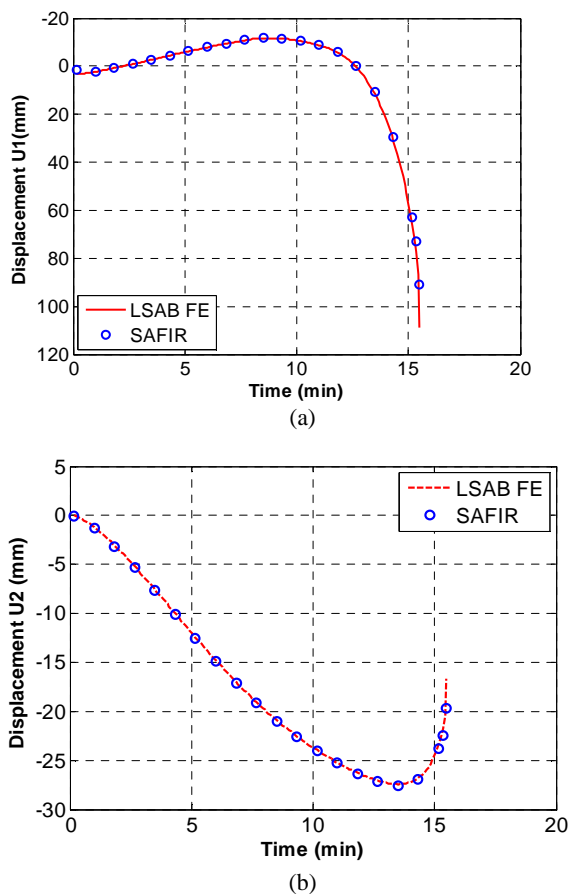 -20
0
20
40
60
80
100
120
Displacement U1(mm)
LSAB FE
SAFIR
0 5 10 15 20
Time (min)
(a)
5
0
-5
-10
-15
-20
-25
-30
Displacement U2 (mm)
LSAB FE
SAFIR
0 5 10 15 20
Time (min)
(b)